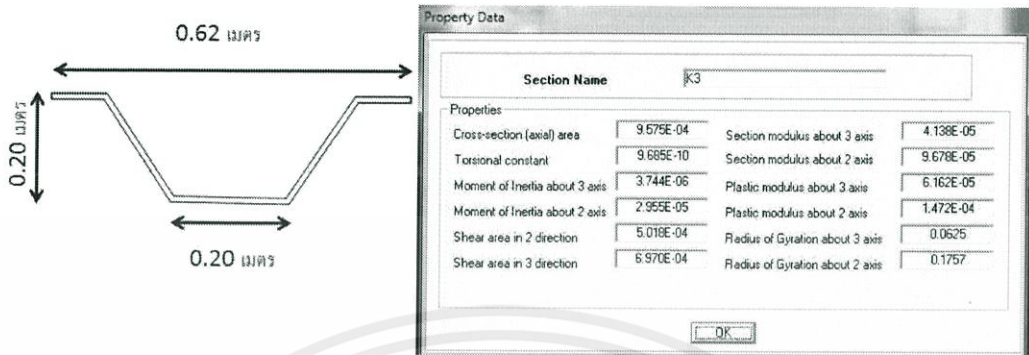 0.62 เมตร
0.20 เมตร
0.20 เมตร
Property Data
Section Name K3
Properties
Cross-section (axial) area 9.575E-04 Section modulus about 3 axis 4.138E-05
Torsional constant 9.685E-10 Section modulus about 2 axis 9.678E-05
Moment of Inertia about 3 axis 3.744E-06 Plastic modulus about 3 axis 6.162E-05
Moment of Inertia about 2 axis 2.955E-05 Plastic modulus about 2 axis 1.472E-04
Shear area in 2 direction 5.018E-04 Radius of Gyration about 3 axis 0.0625
Shear area in 3 direction 6.970E-04 Radius of Gyration about 2 axis 0.1757
OK